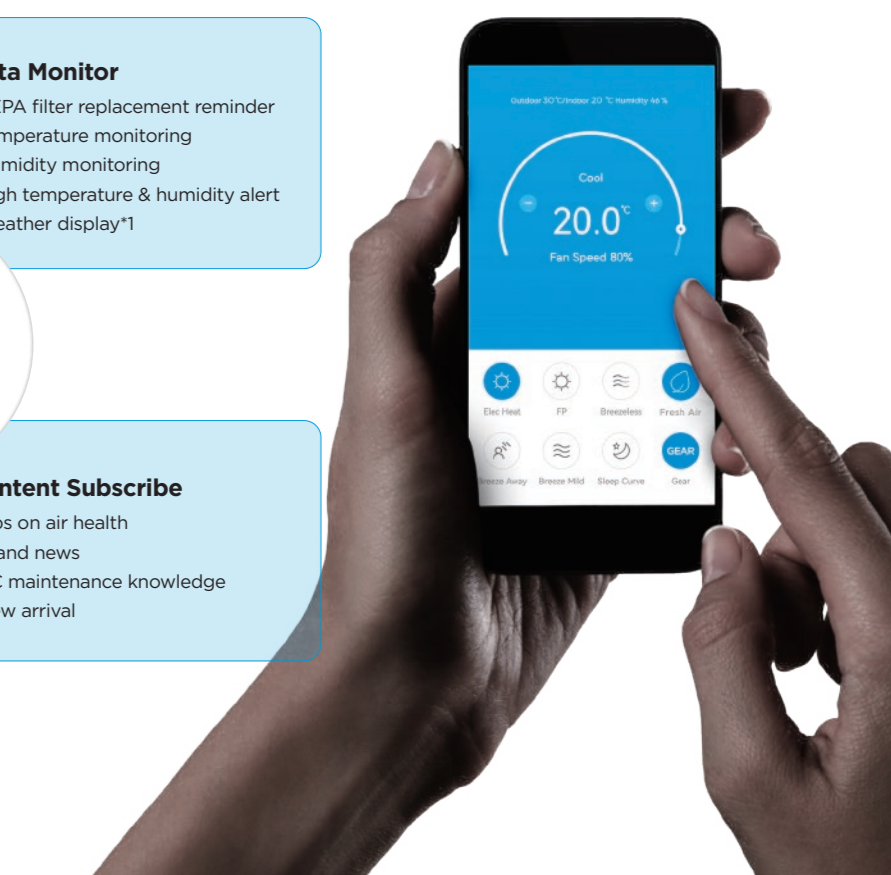 ta Monitor
EPA filter replacement reminder
mperature monitoring
midity monitoring
gh temperature & humidity alert
eather display*1
ntent Subscribe
os on air health
and news
C maintenance knowledge
w arrival
Outdoor 30°C/Indoor 20 °C Humidity 46%
Cool
20.0°C
Fan Speed 80%
Elec Heat FP Breezeless Fresh Air
GEAR
reeze Away Breeze Mild Sleep Curve Gear